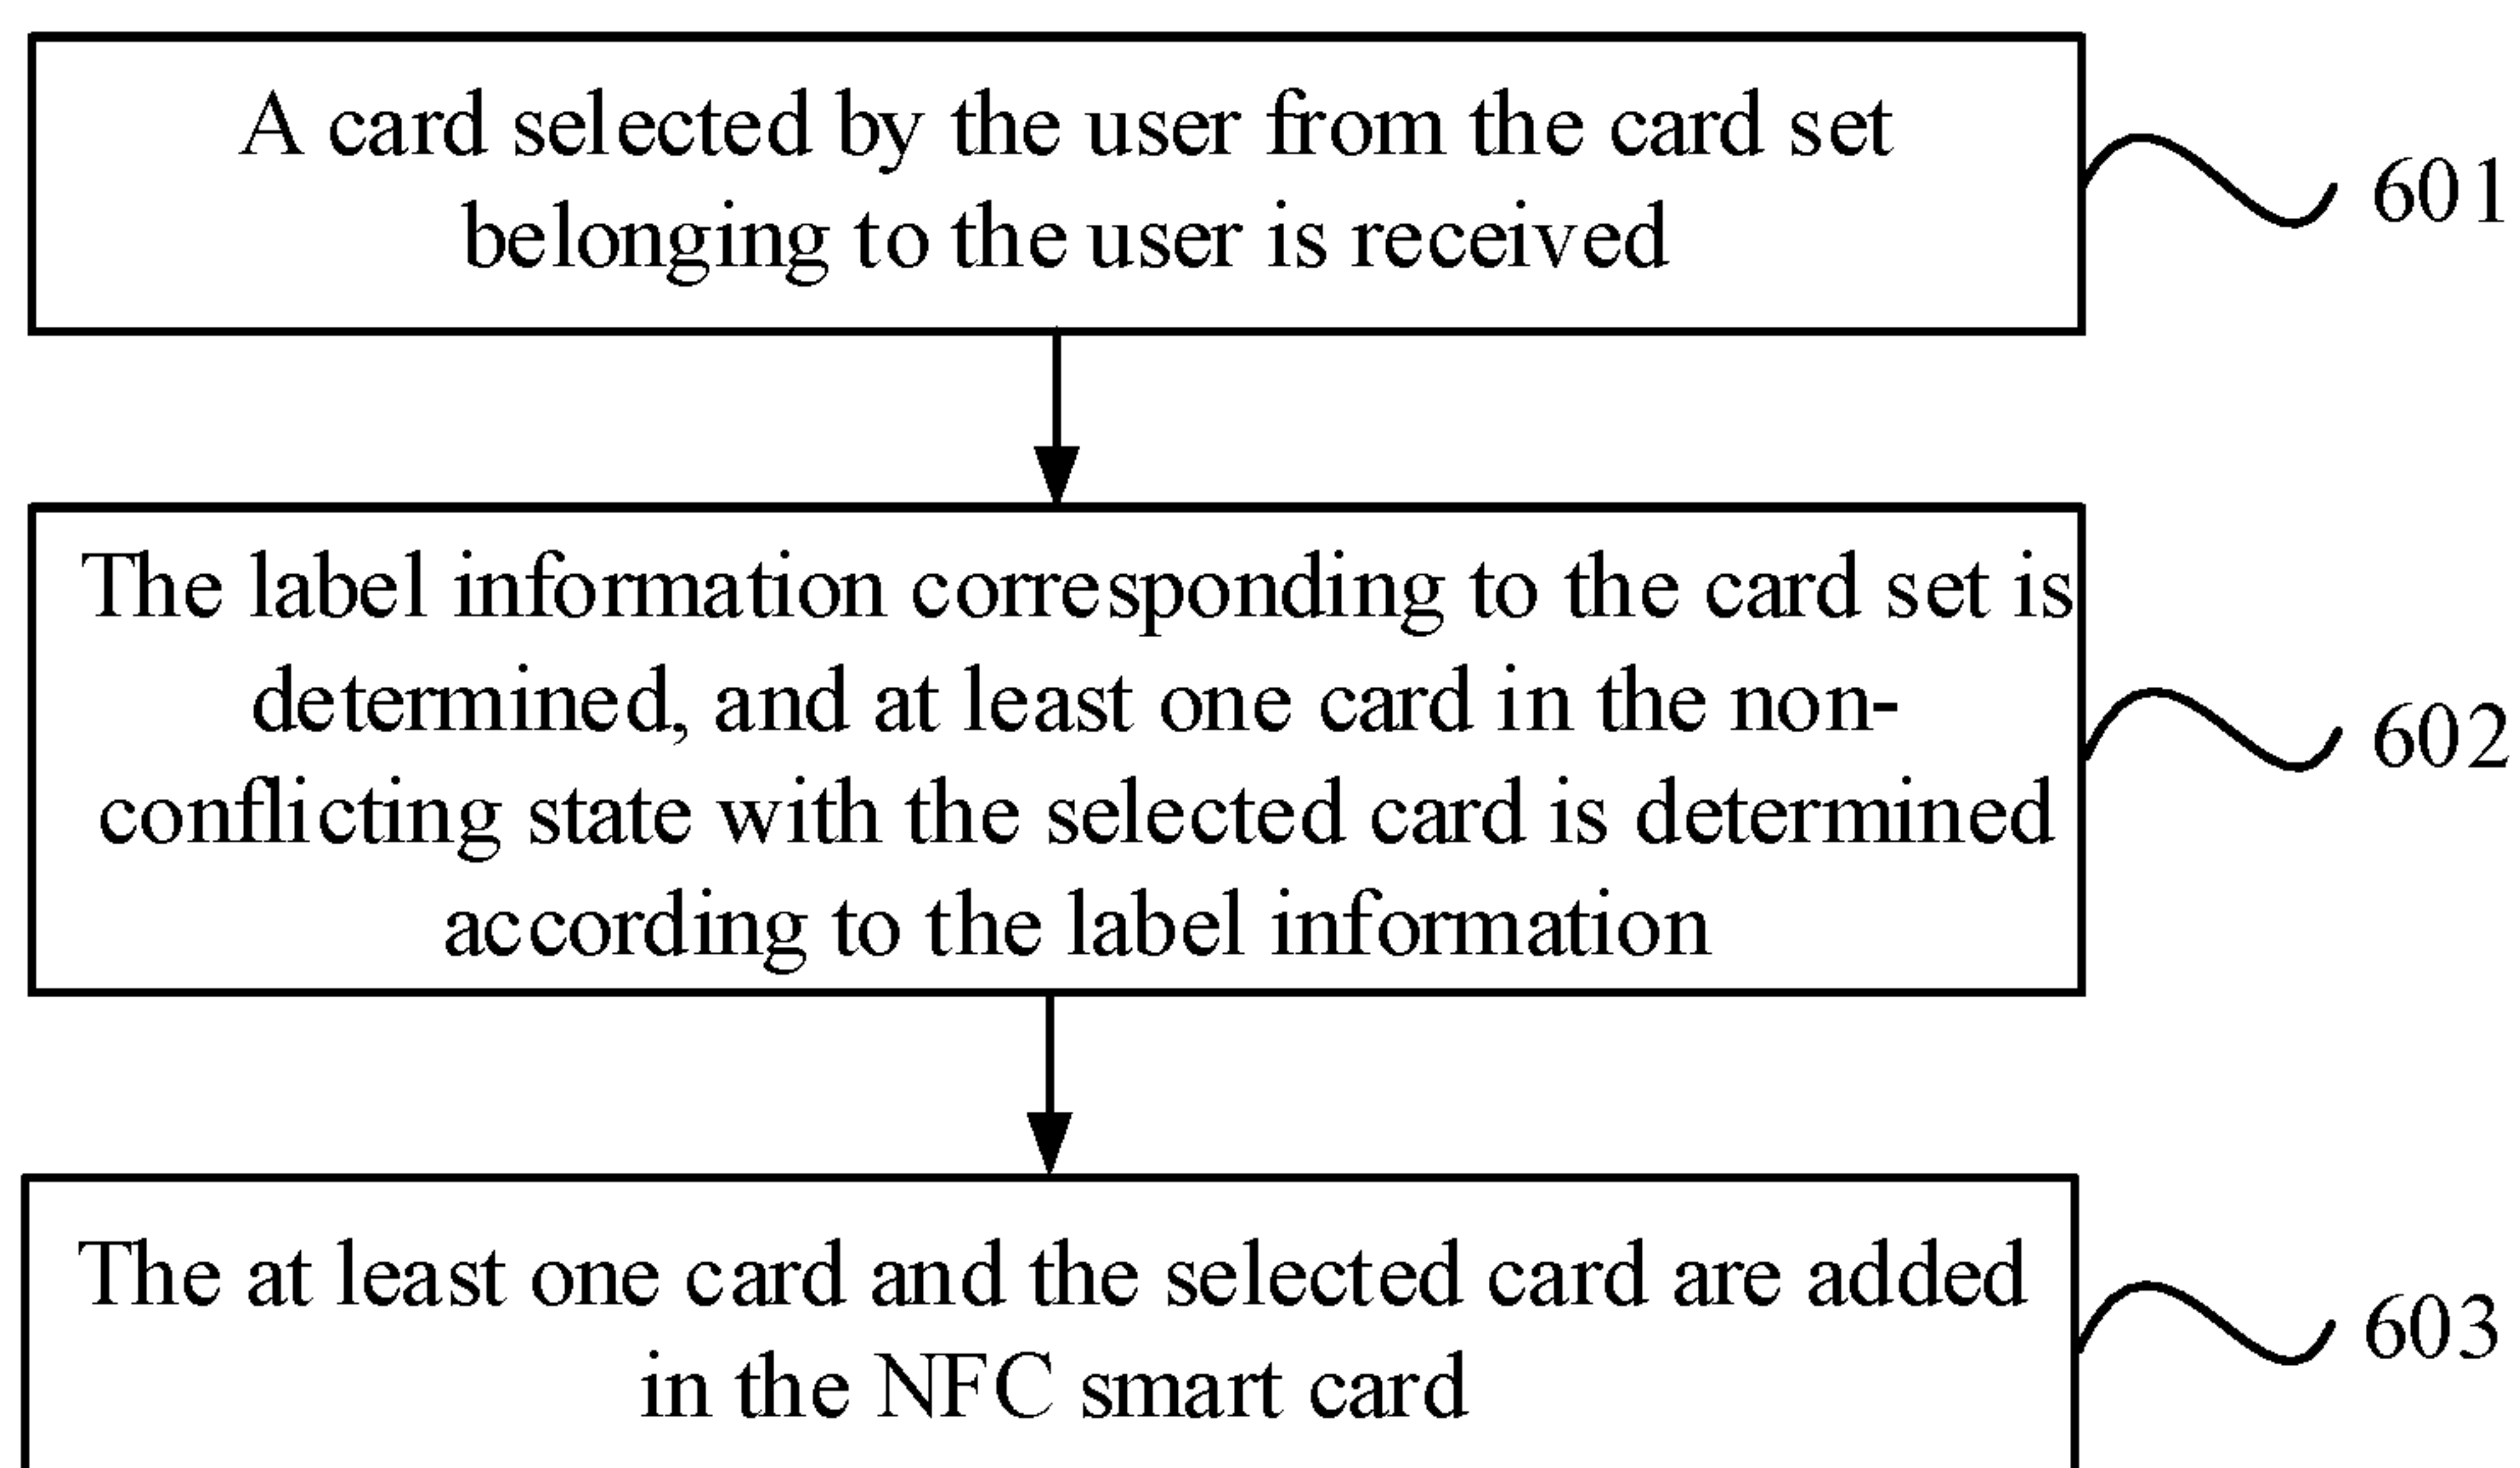 A card selected by the user from the card set
belonging to the user is received
601
The label information corresponding to the card set is
determined, and at least one card in the non-
conflicting state with the selected card is determined
according to the label information
602
The at least one card and the selected card are added
in the NFC smart card
603